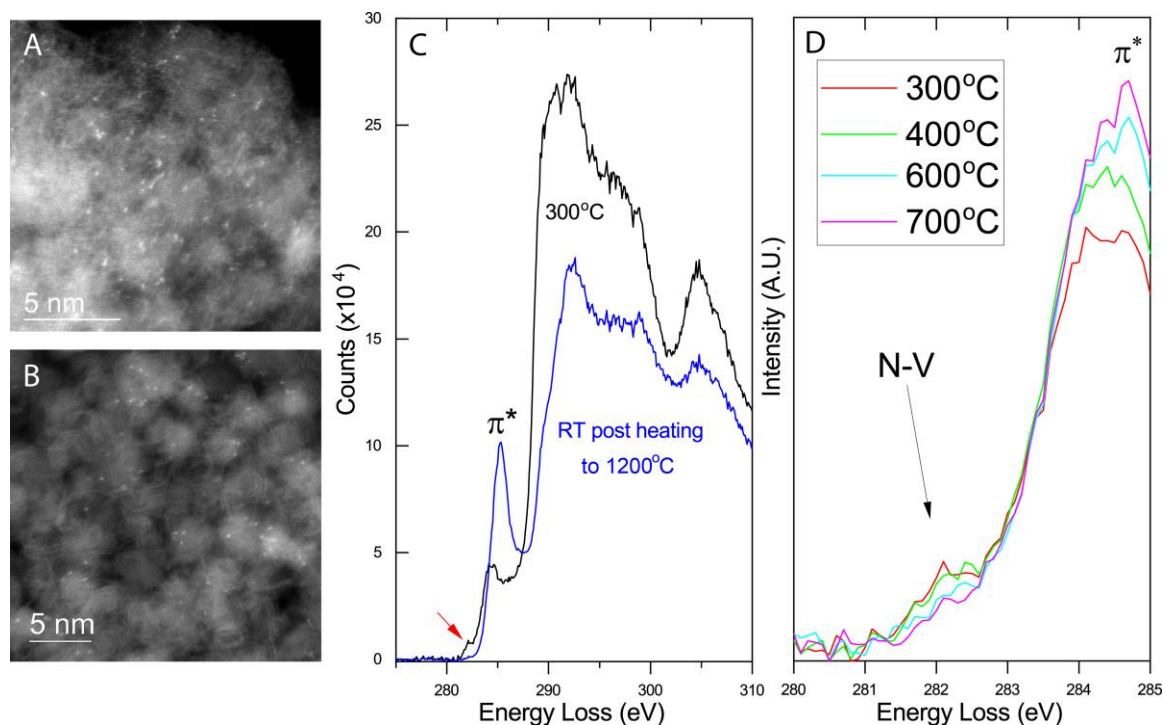 A
5 nm
B
5 nm
C
30
25
20
15
10
5
0
Counts (x10⁻⁴)
300°C
π*
RT post heating
to 1200°C
280
290
300
310
Energy Loss (eV)
D
300°C
400°C
600°C
700°C
π*
N-V
Intensity (A.U.)
280
281
282
283
284
285
Energy Loss (eV)